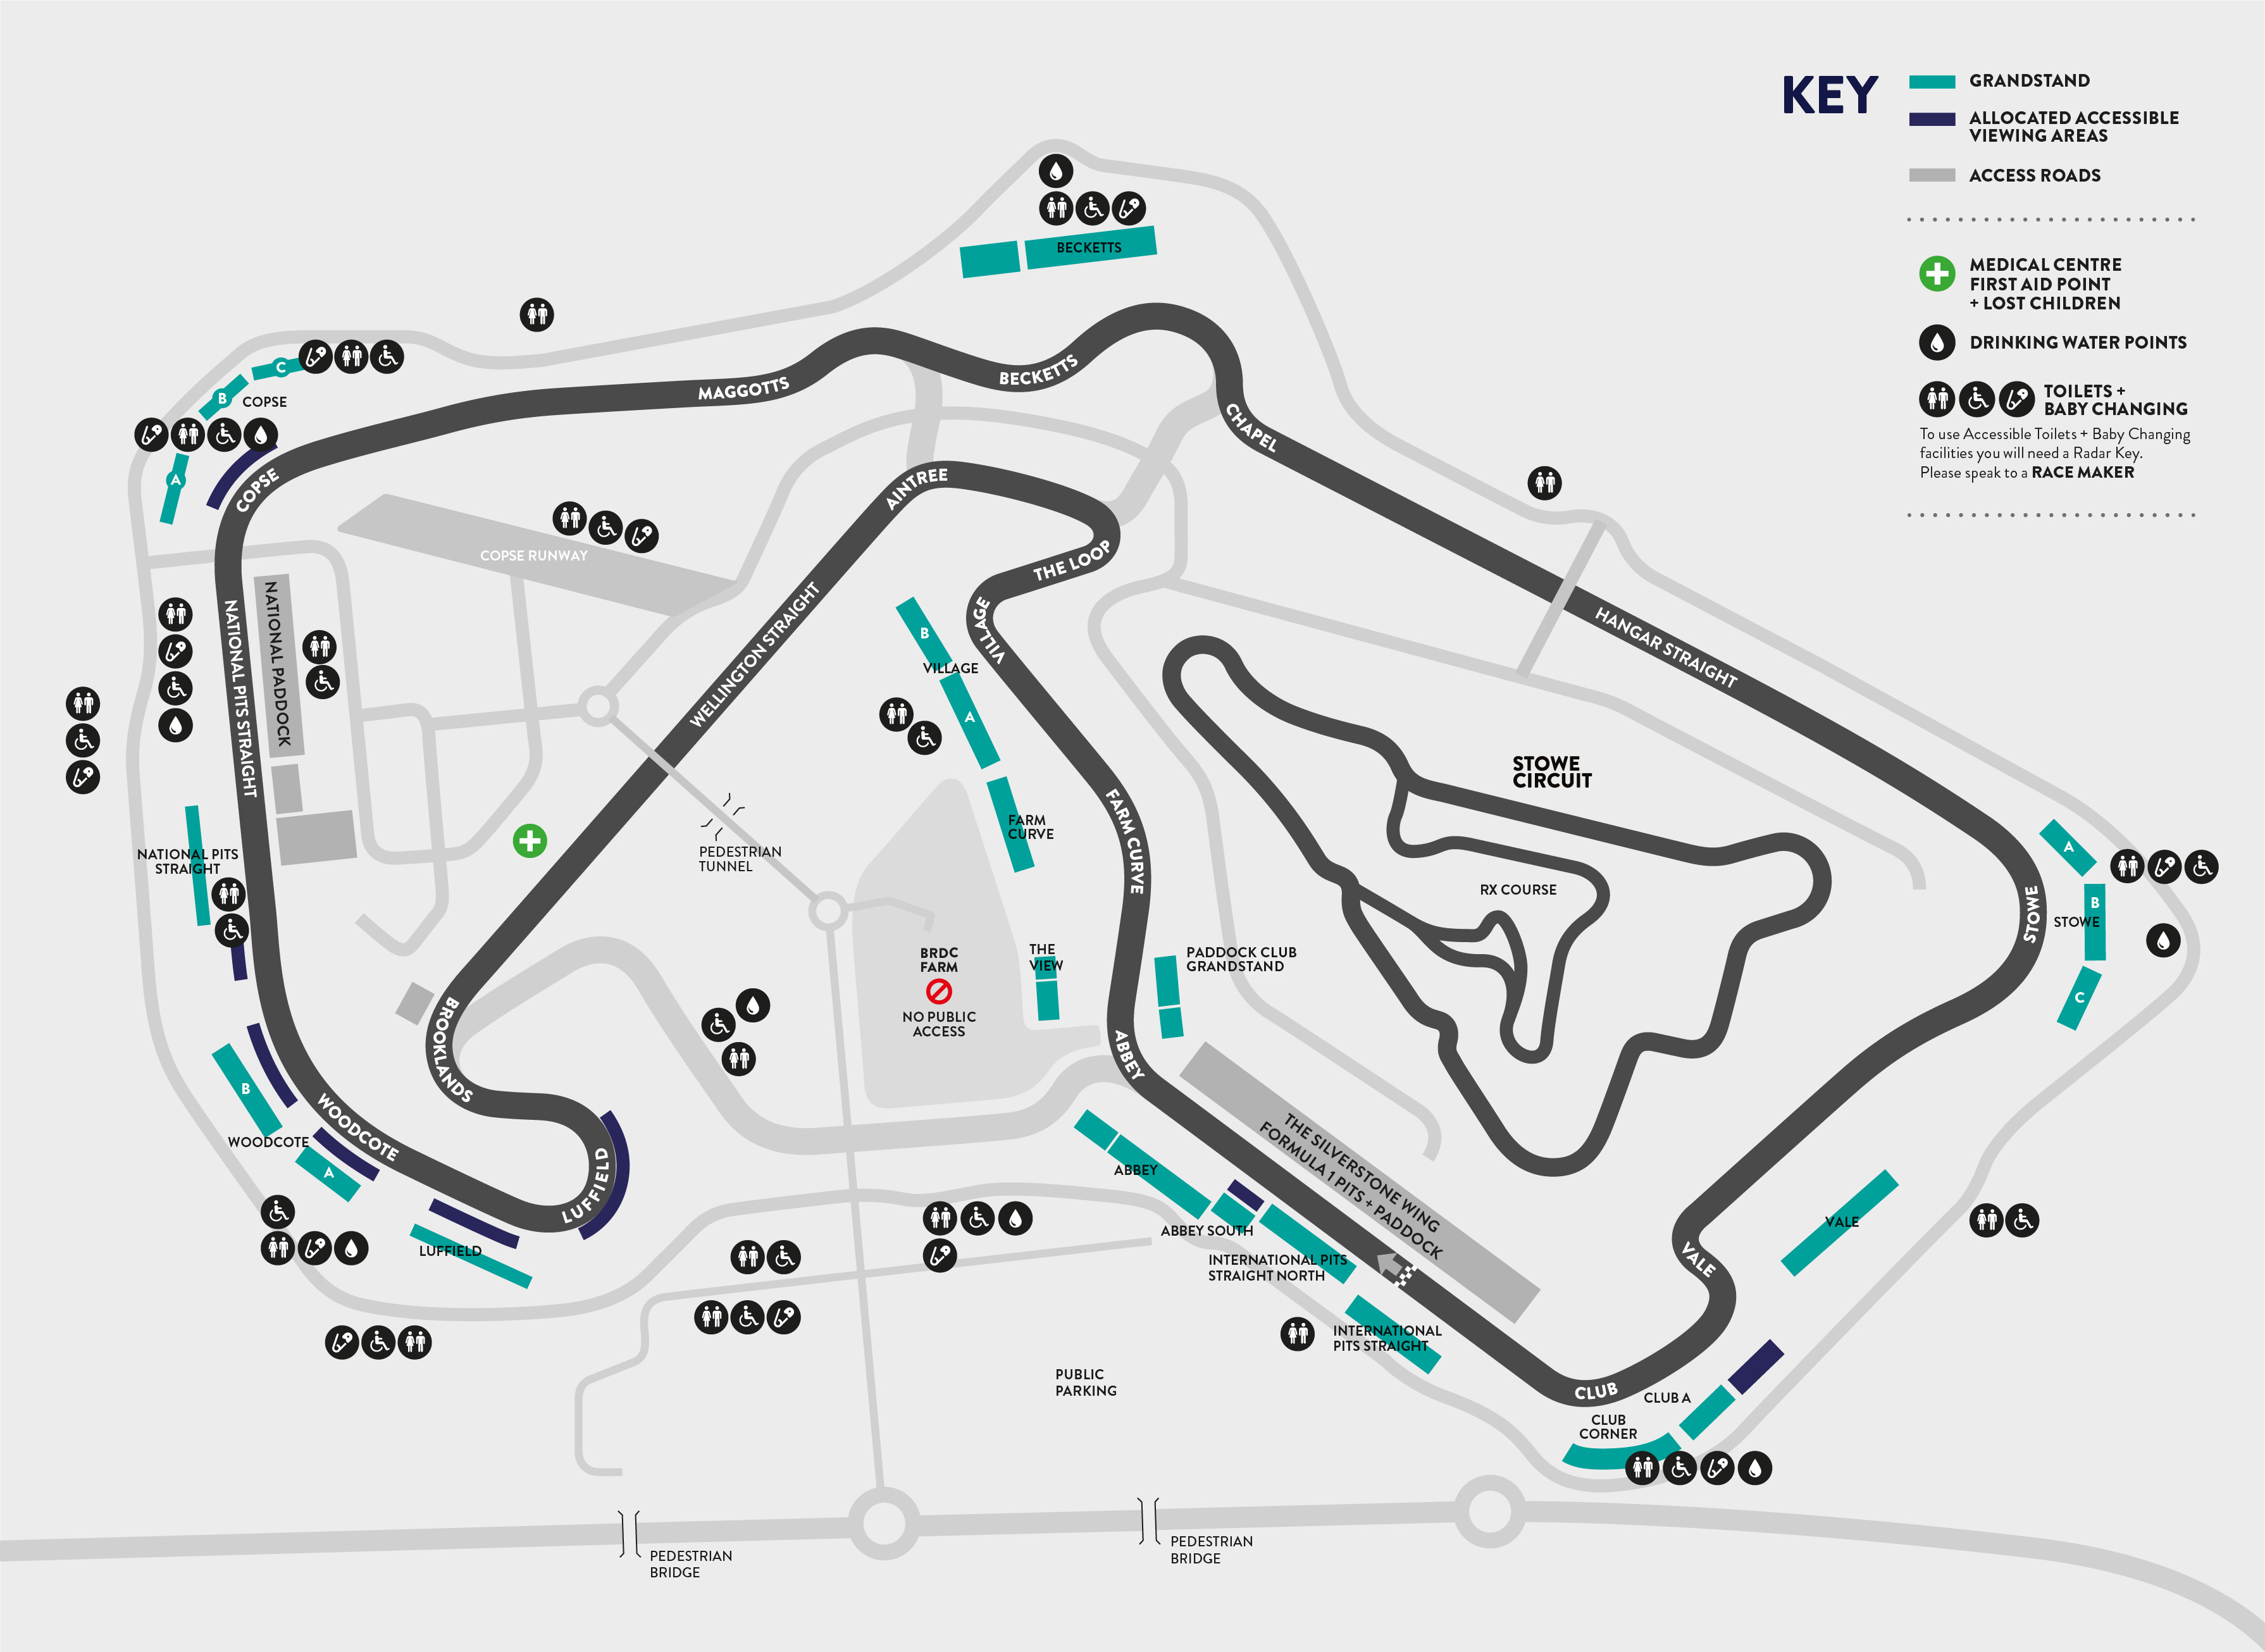 KEY
GRANDSTAND
ALLOCATED ACCESSIBLE
VIEWING AREAS
ACCESS ROADS
MEDICAL CENTRE
FIRST AID POINT
+ LOST CHILDREN
DRINKING WATER POINTS
TOILETS +
BABY CHANGING
To use Accessible Toilets + Baby Changing
facilities you will need a Radar Key.
Please speak to a RACE MAKER
BECKETTS
C
B
COPSE
A
COPSE
MAGGOTTS
BECKETTS
CHAPEL
AINTREE
COPSE RUNWAY
THE LOOP
NATIONAL PITS STRAIGHT
NATIONAL PADDOCK
WELLINGTON STRAIGHT
VILLAGE
B
VILLAGE
A
HANGAR STRAIGHT
STOWE
CIRCUIT
FARM
CURVE
FARM CURVE
PEDESTRIAN
TUNNEL
NATIONAL PITS
STRAIGHT
RX COURSE
A
B
STOWE
C
STOWE
BRDC
FARM
NO PUBLIC
ACCESS
THE
VIEW
PADDOCK CLUB
GRANDSTAND
BROOKLANDS
ABBEY
B
WOODCOTE
A
WOODCOTE
LUFFIELD
LUFFIELD
ABBEY
ABBEY SOUTH
THE SILVERSTONE WING
FORMULA 1 PITS + PADDOCK
INTERNATIONAL PITS
STRAIGHT NORTH
INTERNATIONAL
PITS STRAIGHT
VALE
VALE
PUBLIC
PARKING
CLUB
CLUB A
CLUB
CORNER
PEDESTRIAN
BRIDGE
PEDESTRIAN
BRIDGE